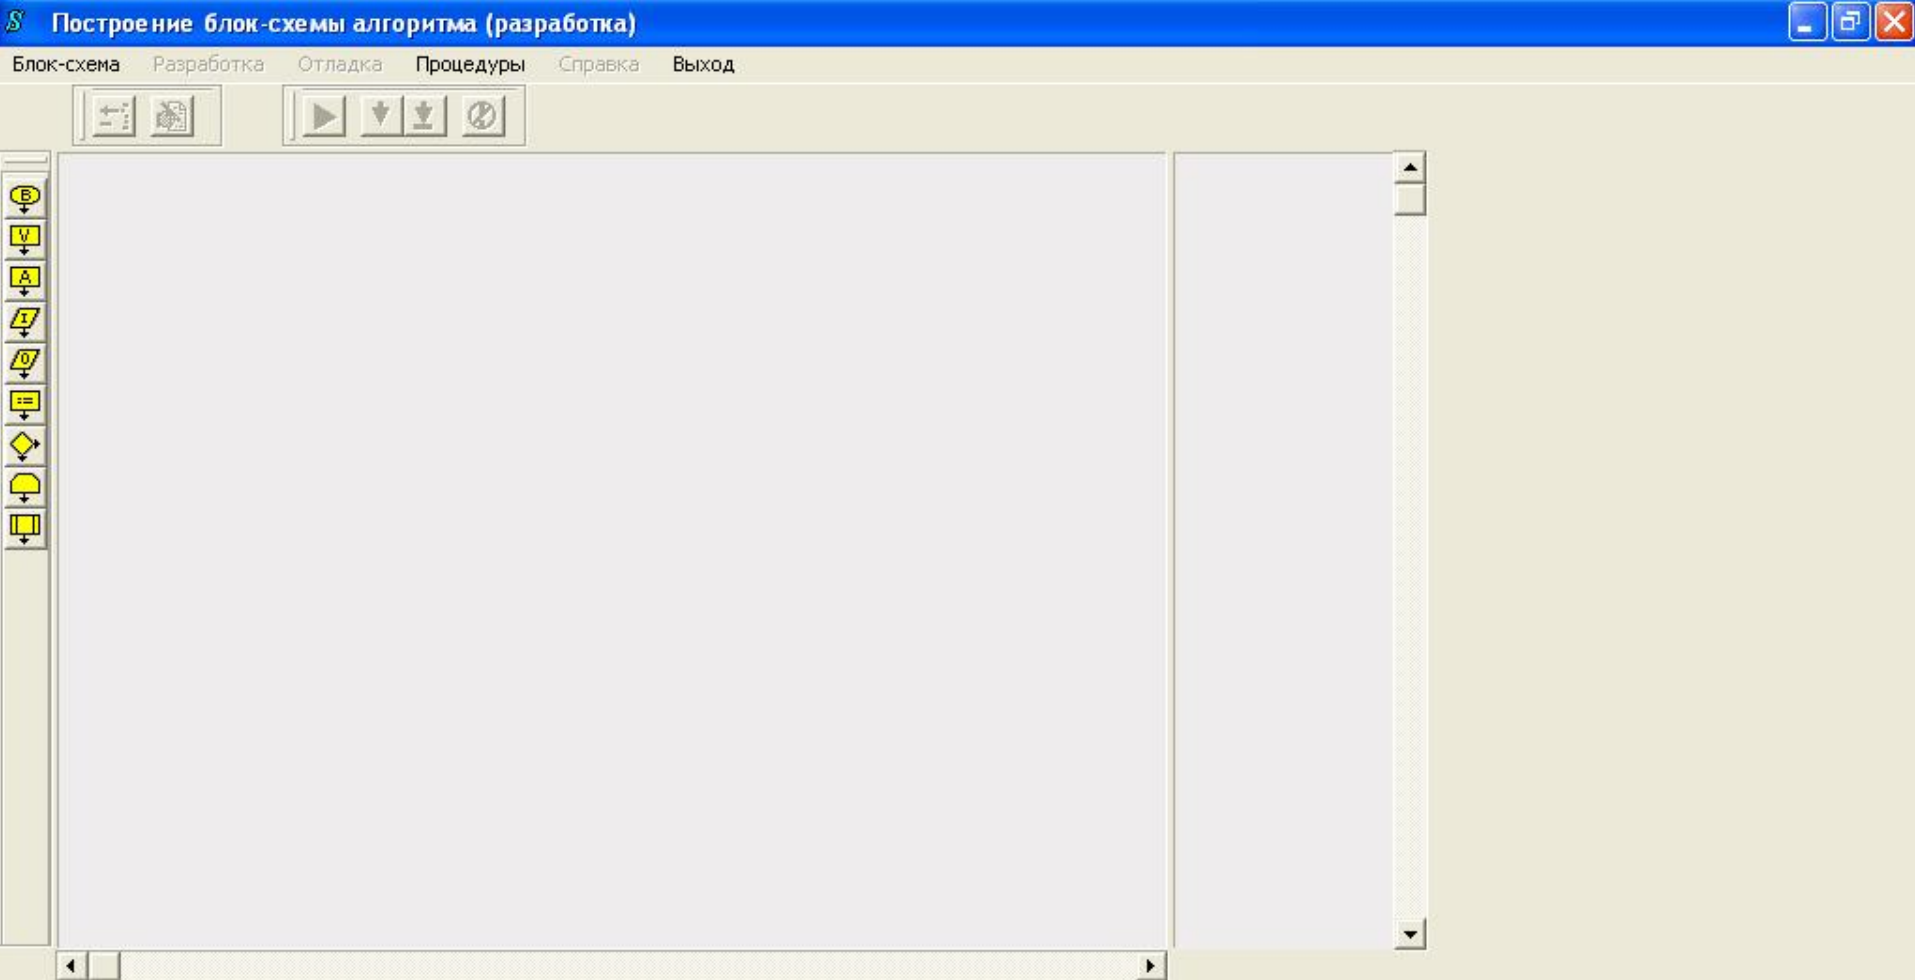 S Построение блок-схемы алгоритма (разработка)
Блок-схема Разработка Отладка Процедуры Справка Выход
B
V
A
I
O
:=